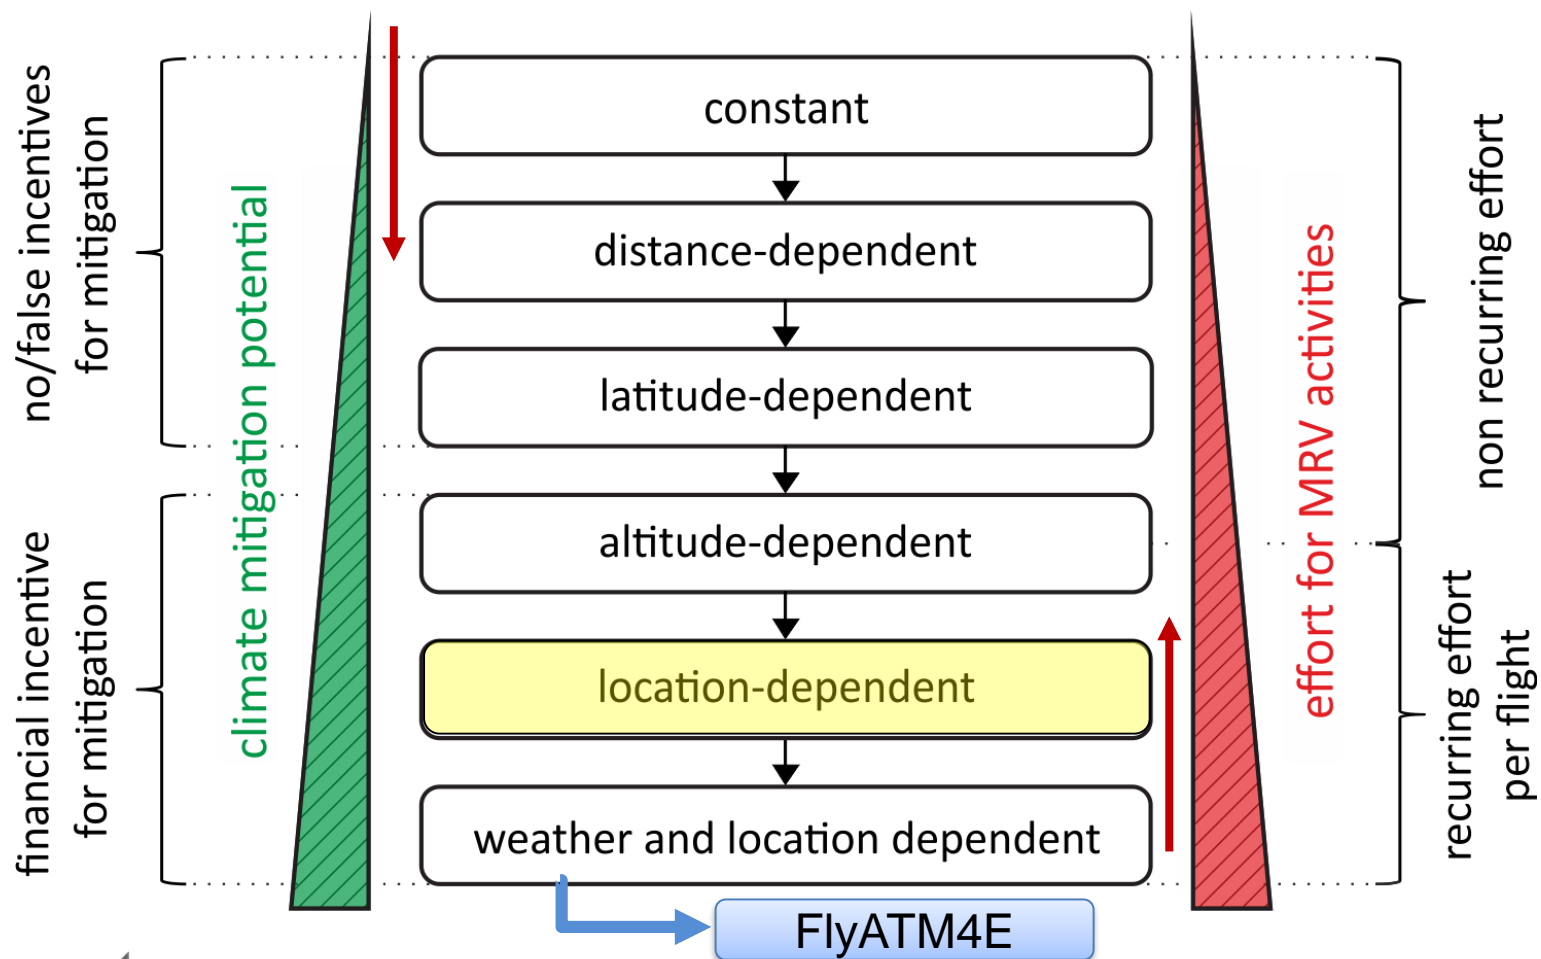 no/false incentives
for mitigation
financial incentive
for mitigation
climate mitigation potential
constant
distance-dependent
latitude-dependent
altitude-dependent
location-dependent
weather and location dependent
FlyATM4E
effort for MRV activities
non recurring effort
recurring effort
per flight